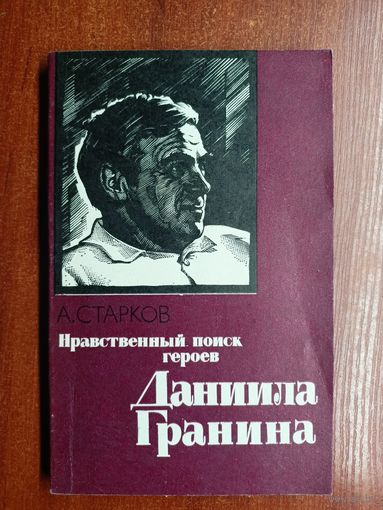 А.СТАРКОВ
Нравственный поиск
героев
Даниила
Гранина